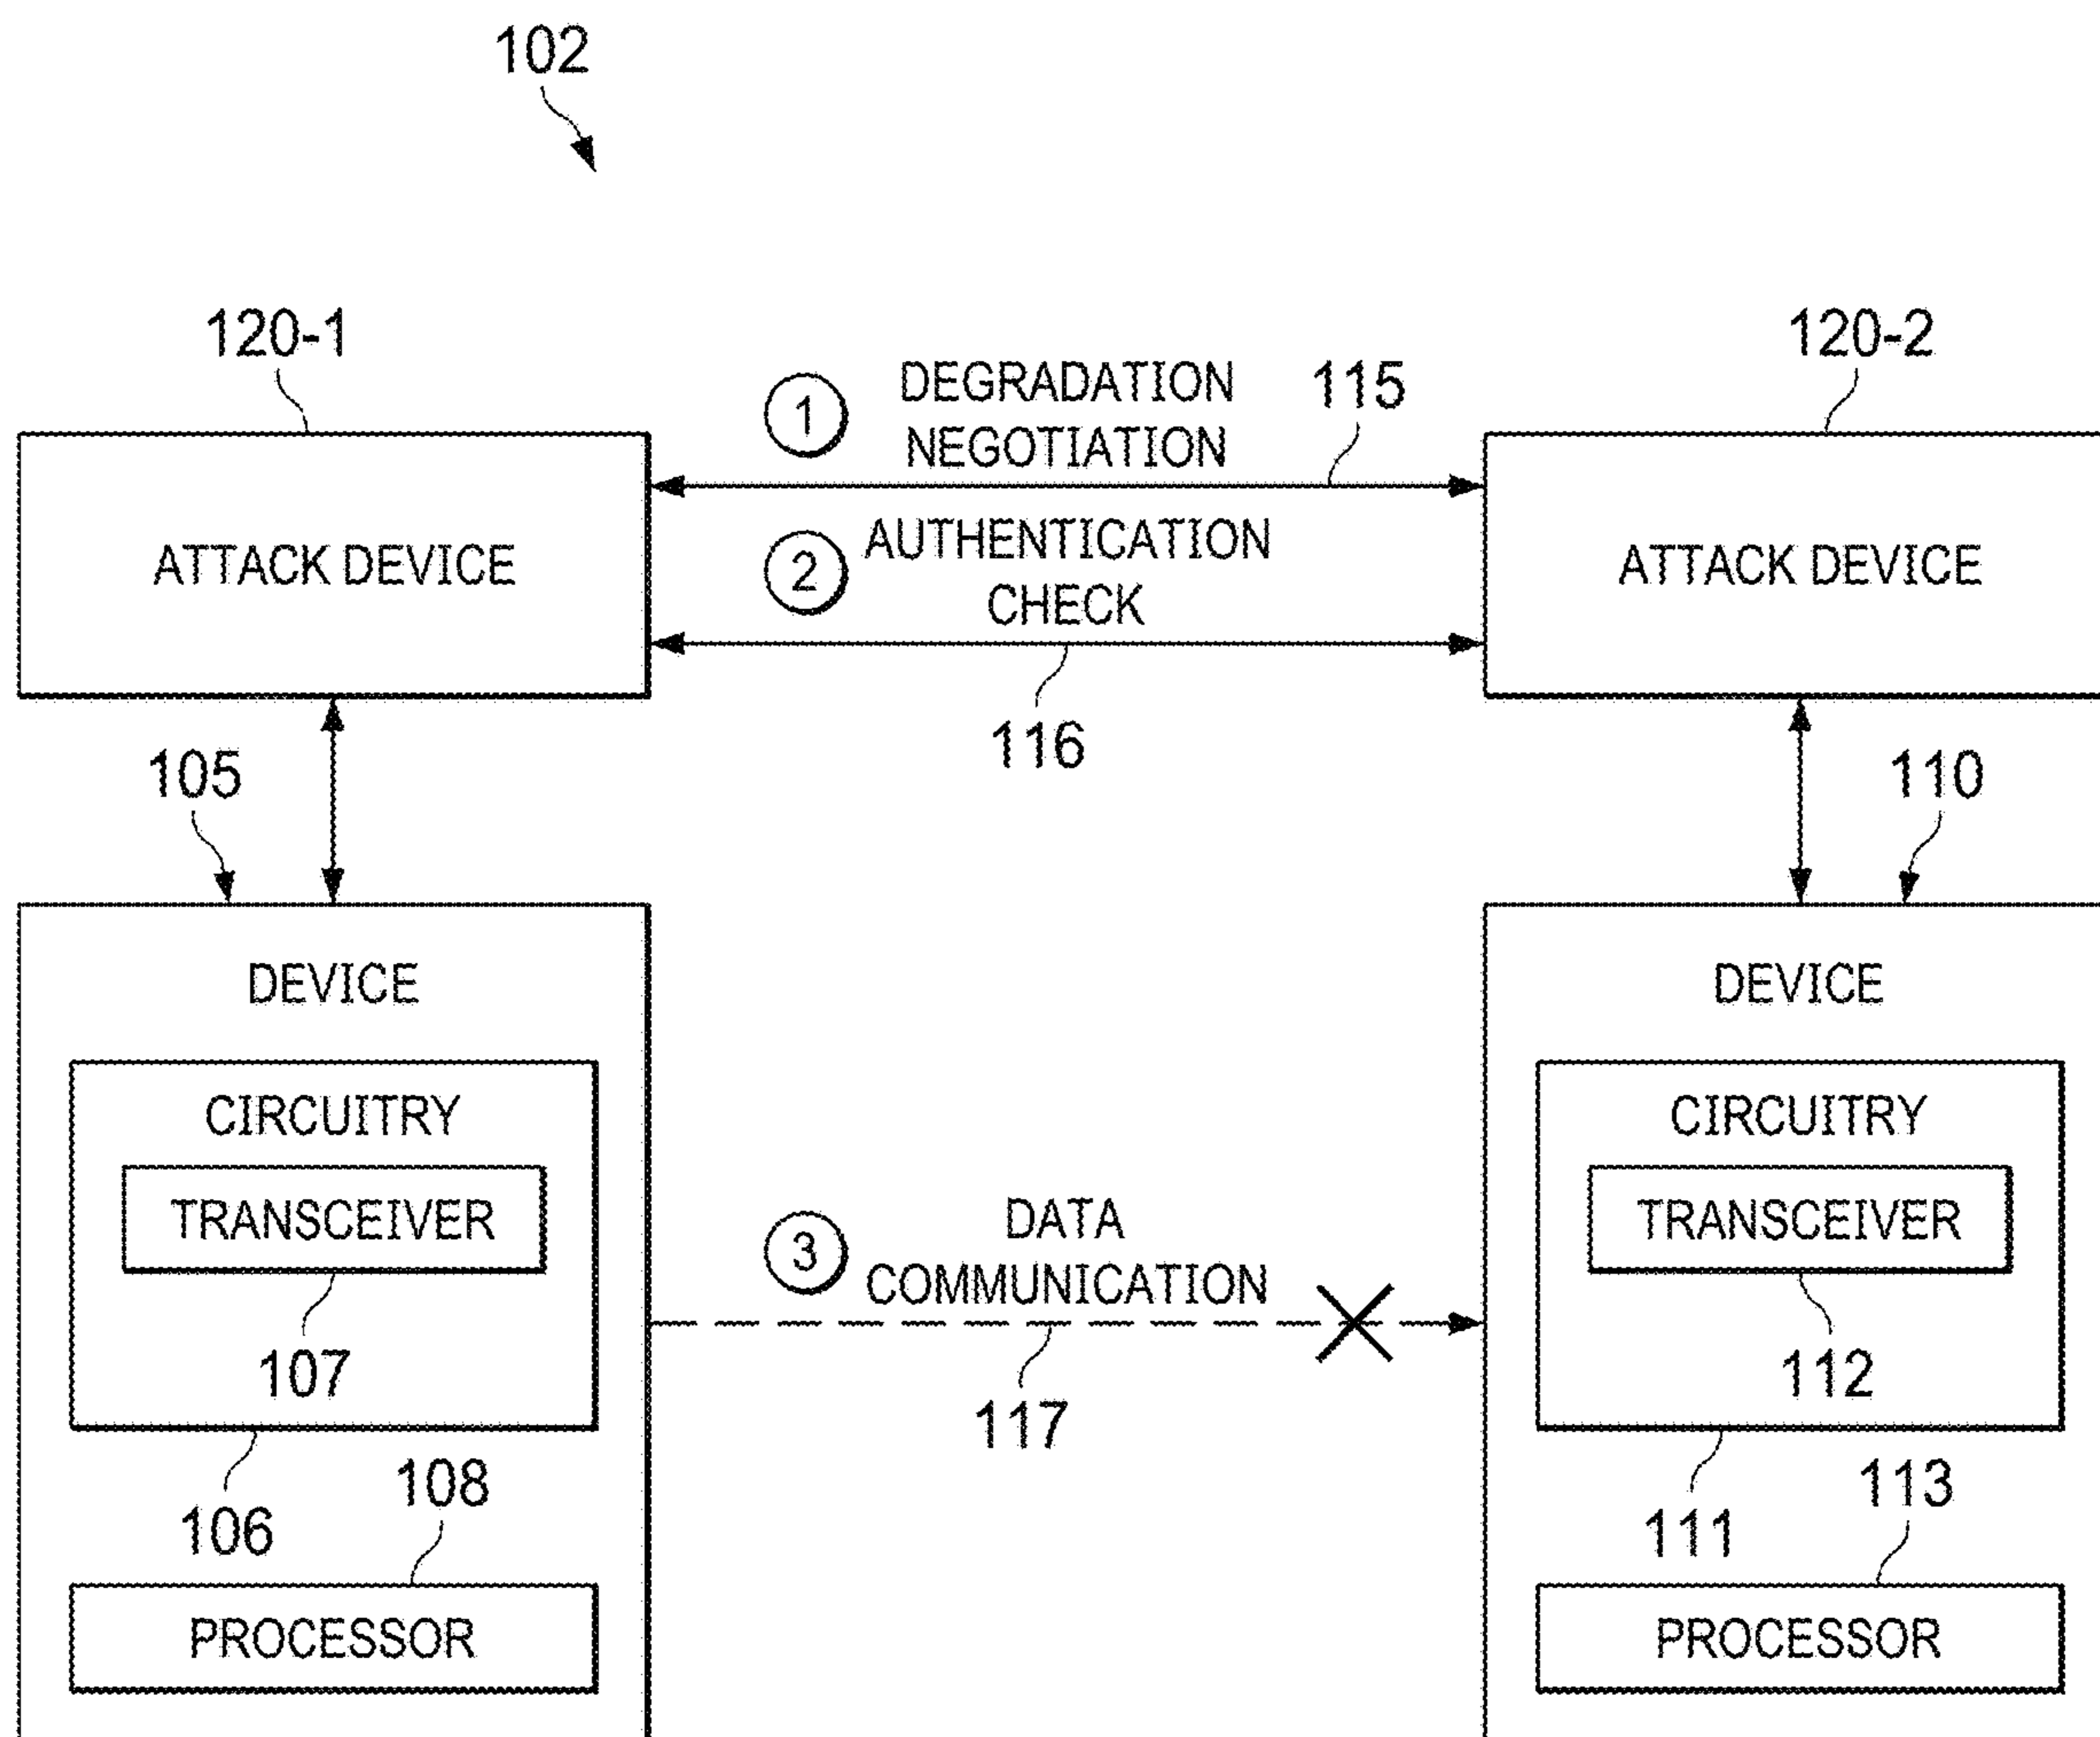 102
120-1
120-2
1
DEGRADATION
NEGOTIATION
115
ATTACK DEVICE
2
AUTHENTICATION
CHECK
ATTACK DEVICE
116
105
110
DEVICE
DEVICE
CIRCUITRY
CIRCUITRY
TRANSCEIVER
TRANSCEIVER
3
DATA
COMMUNICATION
107
112
117
106
108
111
113
PROCESSOR
PROCESSOR